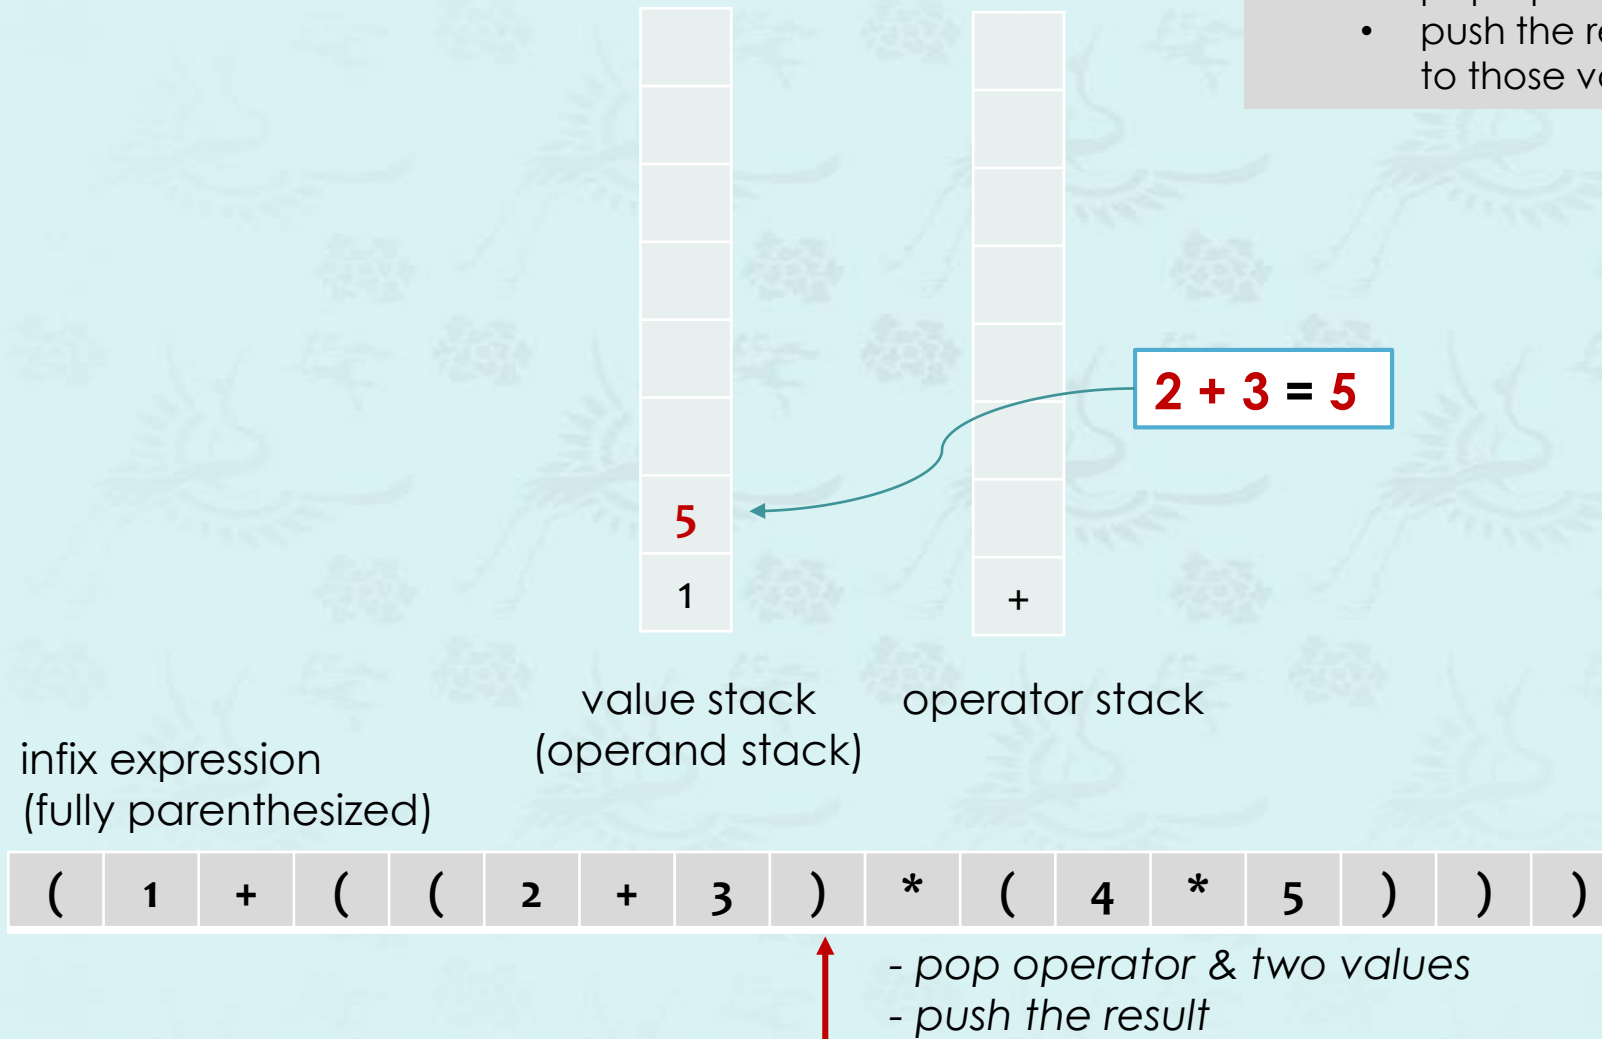 • push the re
to those v
2 + 3 = 5
5
1
+
value stack
(operand stack)
operator stack
infix expression
(fully parenthesized)
( 1 + ( ( 2 + 3 ) * ( 4 * 5 ) ) )
- pop operator & two values
- push the result